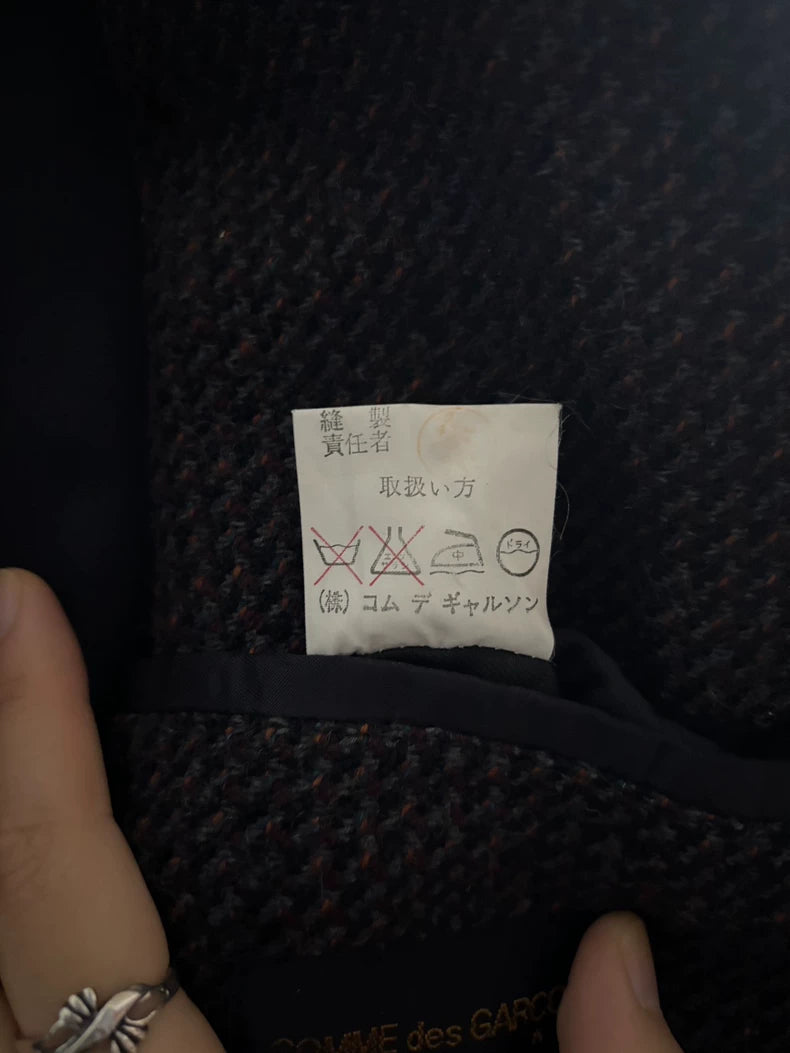 縫　製
責任者
取扱い方
中 ドライ
(株) コム デ ギャルソン
COMME des GARCO